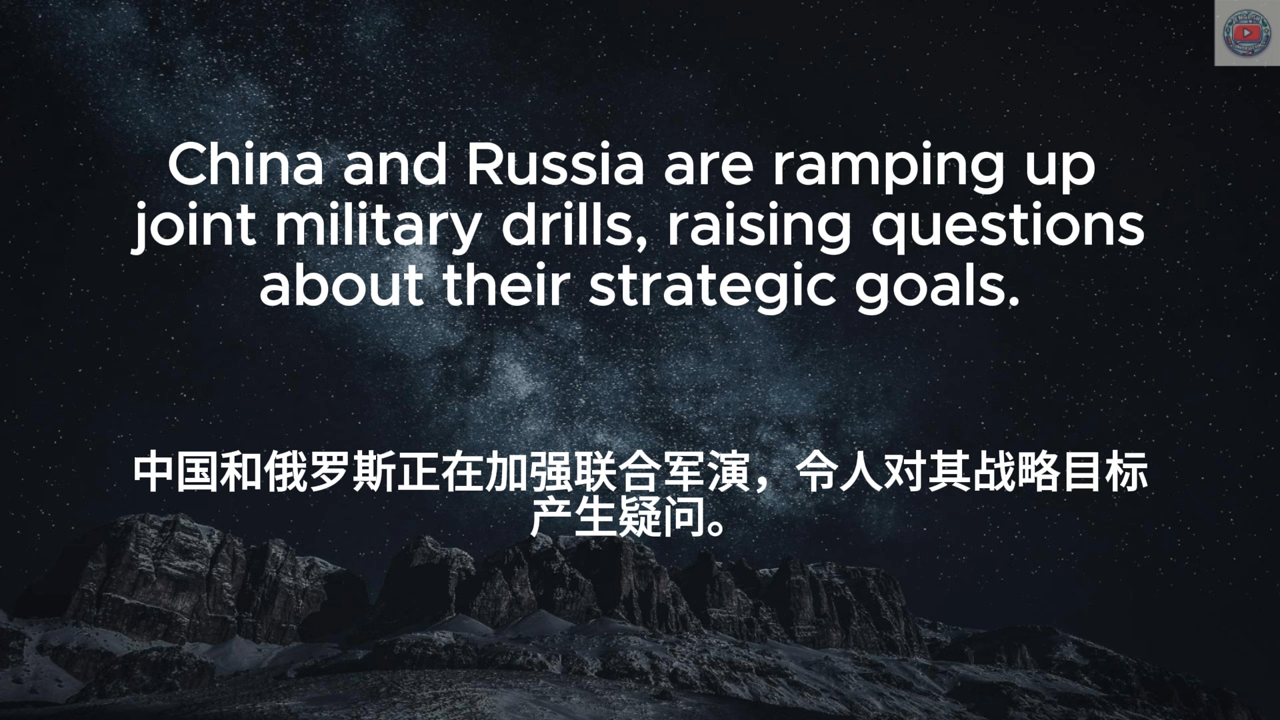 China and Russia are ramping up
joint military drills, raising questions
about their strategic goals.
中国和俄罗斯正在加强联合军演，令人对其战略目标
产生疑问。